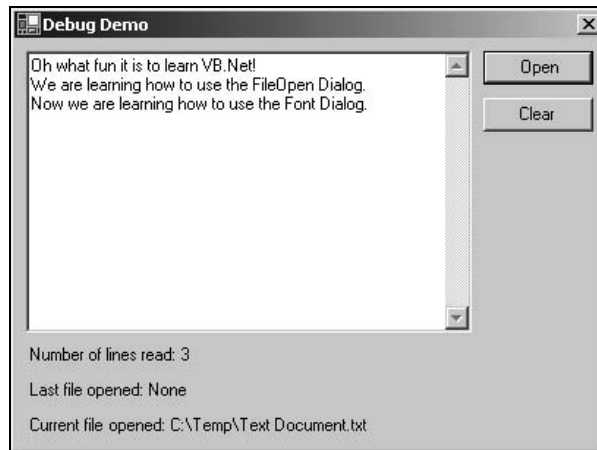 Debug Demo
Oh what fun it is to learn VB.Net!
We are learning how to use the FileOpen Dialog.
Now we are learning how to use the Font Dialog.
Open
Clear
Number of lines read: 3
Last file opened: None
Current file opened: C:\Temp\Text Document.txt